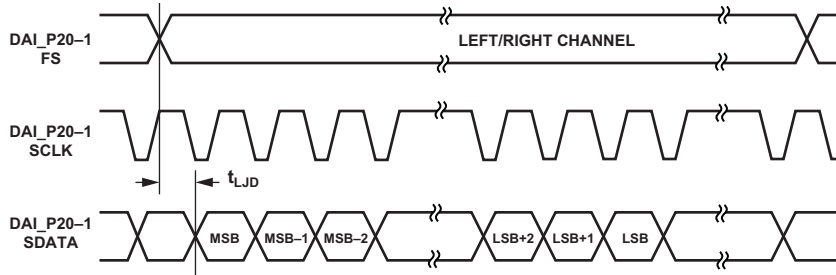 DAI_P20–1
FS
LEFT/RIGHT CHANNEL
DAI_P20–1
SCLK
tLJD
DAI_P20–1
SDATA
MSB
MSB–1
MSB–2
LSB+2
LSB+1
LSB